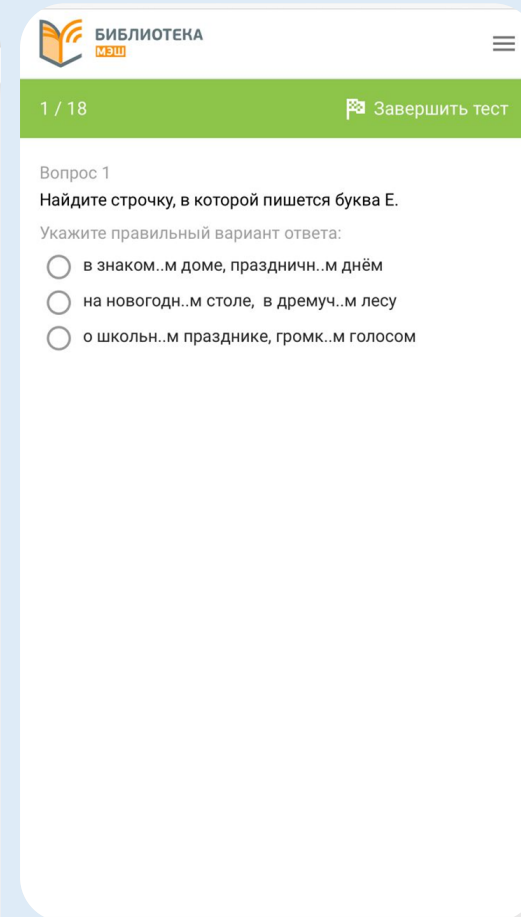 БИБЛИОТЕКА
МЭШ
1 / 18
Завершить тест
Вопрос 1
Найдите строчку, в которой пишется буква Е.
Укажите правильный вариант ответа:
в знаком..м доме, праздничн..м днём
на новогодн..м столе, в дремуч..м лесу
о школьн..м празднике, громк..м голосом